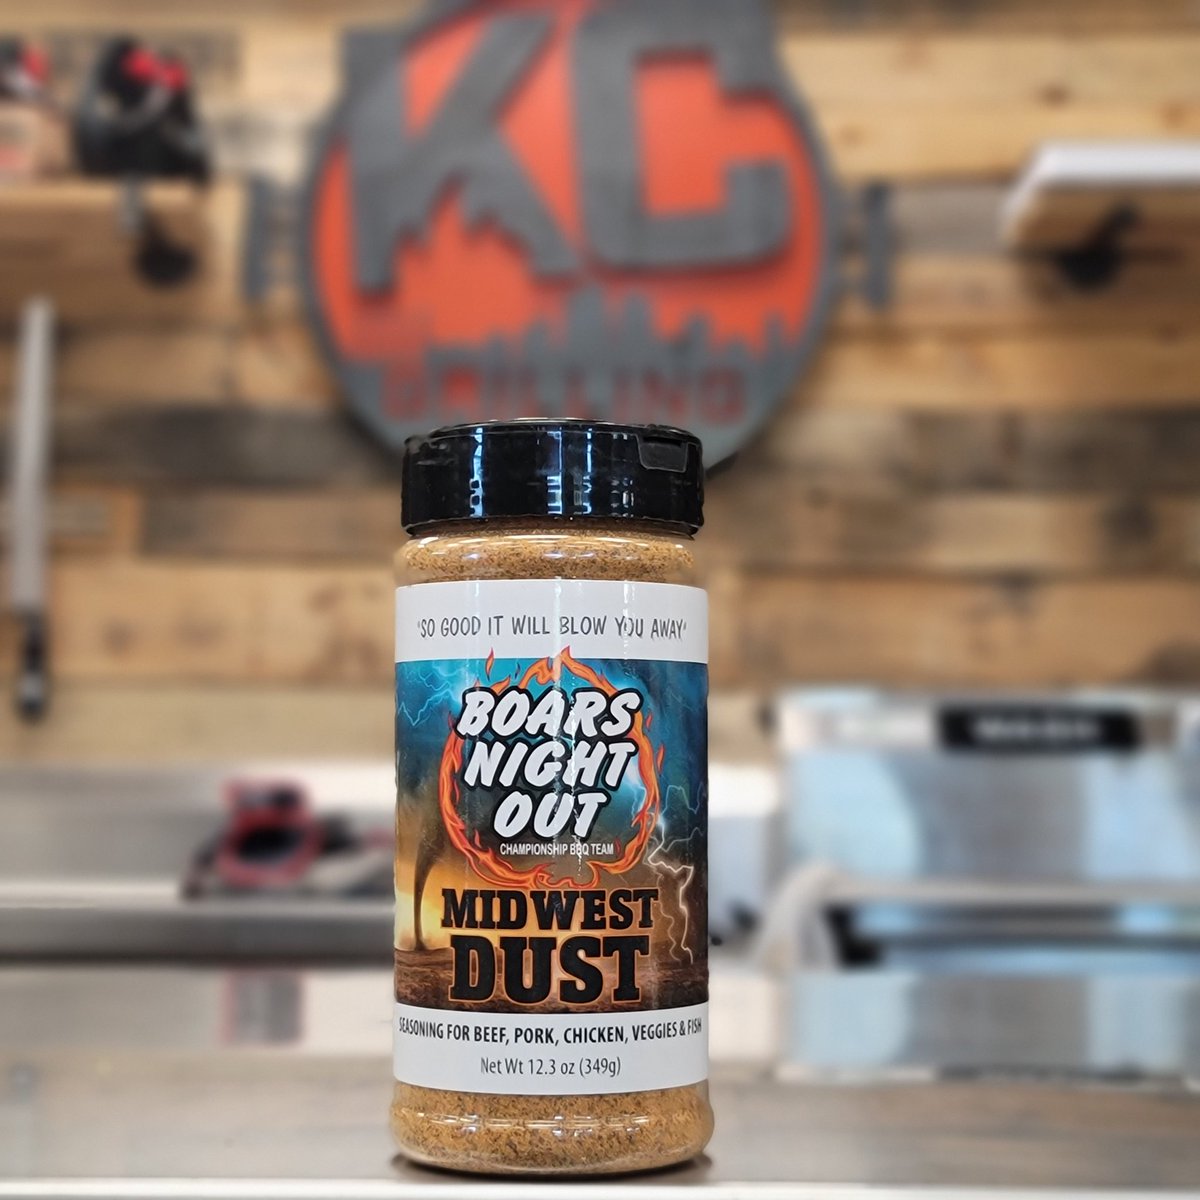 KC
GRILLING
"SO GOOD IT WILL BLOW YOU AWAY"
BOARS
NIGHT
OUT
CHAMPIONSHIP BBQ TEAM
MIDWEST
DUST
SEASONING FOR BEEF, PORK, CHICKEN, VEGGIES & FISH
Net Wt 12.3 oz (349g)